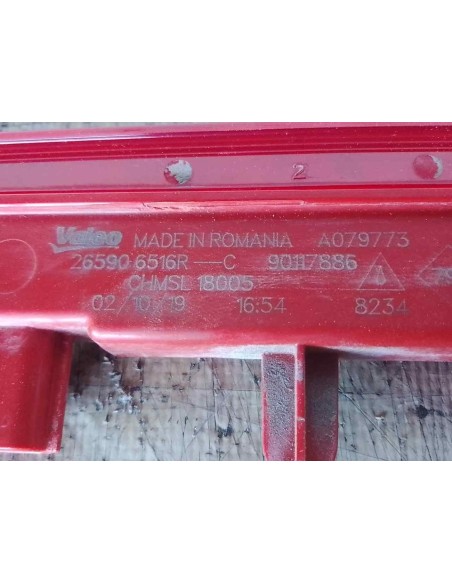 2
Valeo MADE IN ROMANIA A079773
26590 6516R — C 90117886
CHMSL 18005
02/10/19 16:54 8234